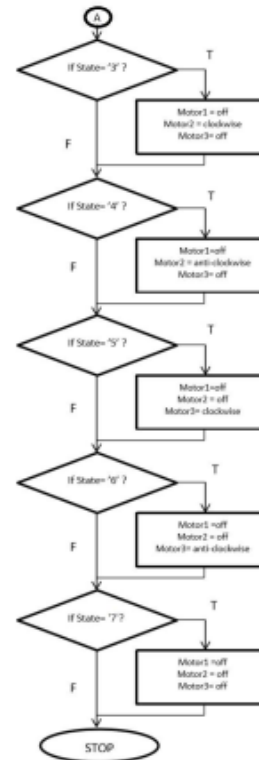 A
If State= '3' ?
T
Motor1 = off
Motor2 = clockwise
Motor3= off
F
If State= '4' ?
T
Motor1=off
Motor2 = anti-clockwise
Motor3= off
F
If State= '5' ?
T
Motor1=off
Motor2 = off
Motor3= clockwise
F
If State= '6' ?
T
Motor1 =off
Motor2 = off
Motor3= anti-clockwise
F
If State= '7' ?
T
Motor1 =off
Motor2 = off
Motor3= off
F
STOP